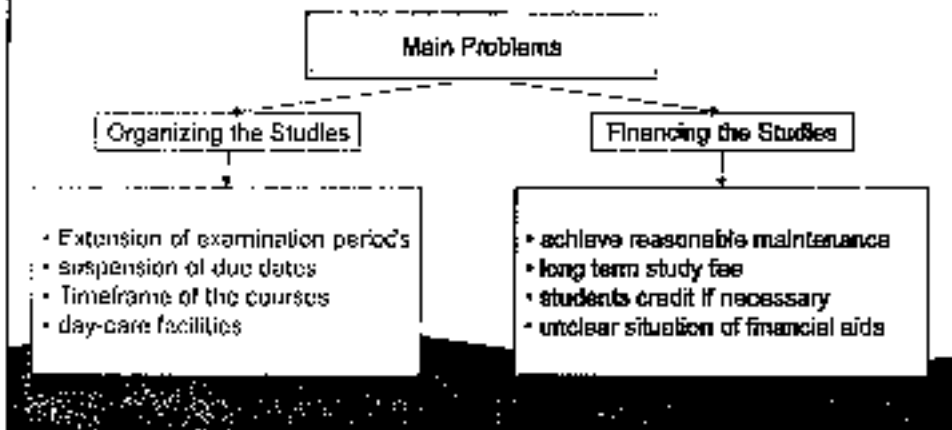 Main Problems
Organizing the Studies
Financing the Studies
• Extension of examination period's
• suspension of due dates
• Timeframe of the courses
• day-care facilities
• achieve reasonable maintenance
• long term study fee
• students credit if necessary
• unclear situation of financial aids